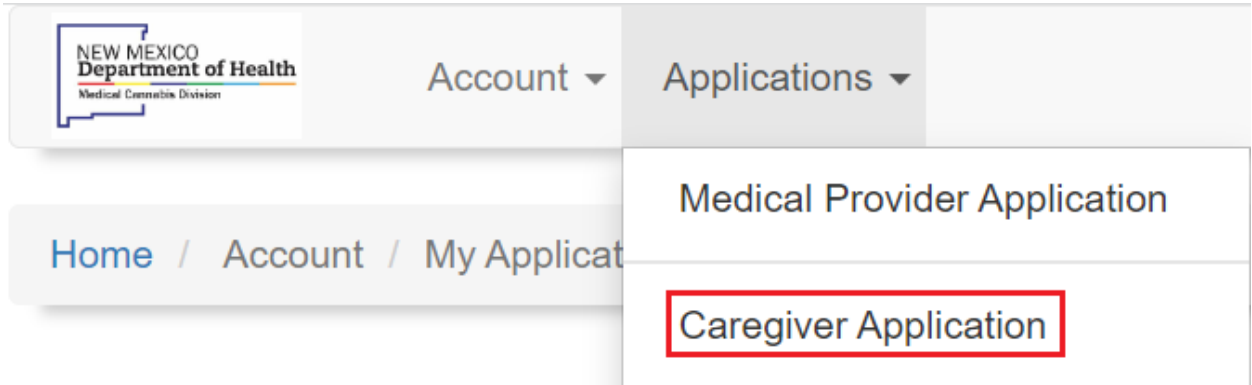 NEW MEXICO
Department of Health
Medical Cannabis Division
Account
Applications
Medical Provider Application
Home / Account / My Applicat
Caregiver Application